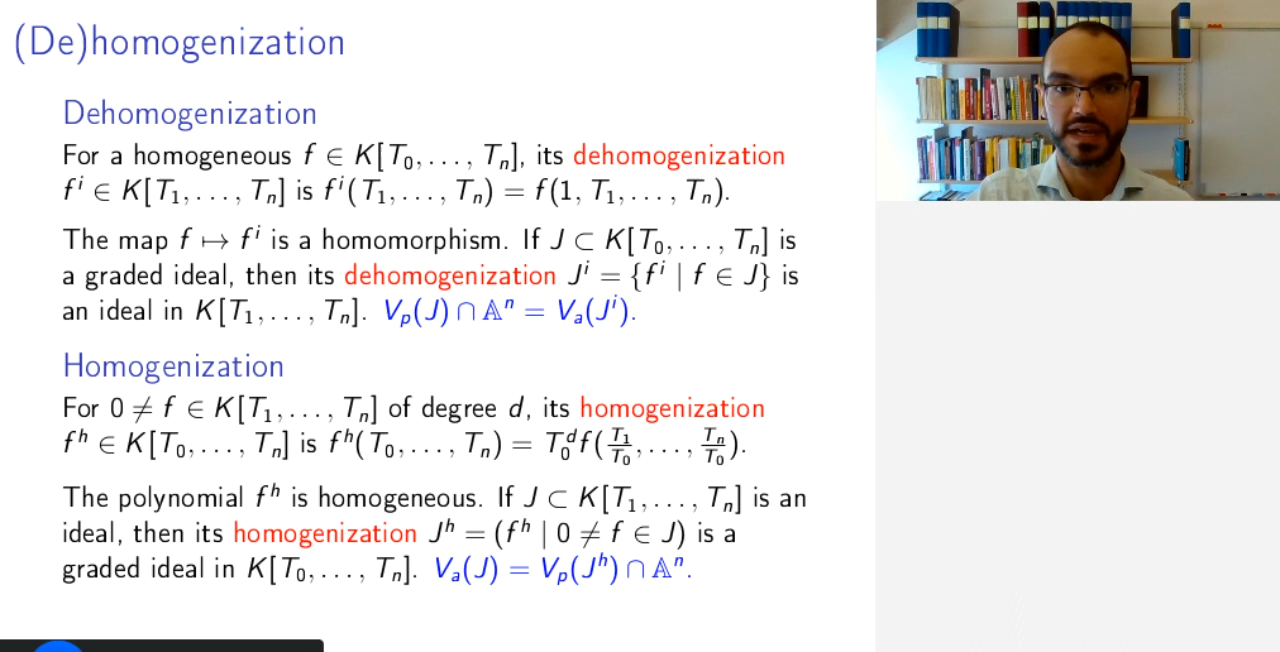 (De)homogenization
Dehomogenization
For a homogeneous f ∈ K[T₀, . . . , Tₙ], its dehomogenization
fⁱ ∈ K[T₁, . . . , Tₙ] is fⁱ(T₁, . . . , Tₙ) = f(1, T₁, . . . , Tₙ).
The map f ↦ fⁱ is a homomorphism. If J ⊂ K[T₀, . . . , Tₙ] is
a graded ideal, then its dehomogenization Jⁱ = {fⁱ | f ∈ J} is
an ideal in K[T₁, . . . , Tₙ]. Vₚ(J) ∩ 𝔸ⁿ = Vₐ(Jⁱ).
Homogenization
For 0 ≠ f ∈ K[T₁, . . . , Tₙ] of degree d, its homogenization
fʰ ∈ K[T₀, . . . , Tₙ] is fʰ(T₀, . . . , Tₙ) = T₀ᵈf(T₁/T₀, . . . , Tₙ/T₀).
The polynomial fʰ is homogeneous. If J ⊂ K[T₁, . . . , Tₙ] is an
ideal, then its homogenization Jʰ = (fʰ | 0 ≠ f ∈ J) is a
graded ideal in K[T₀, . . . , Tₙ]. Vₐ(J) = Vₚ(Jʰ) ∩ 𝔸ⁿ.